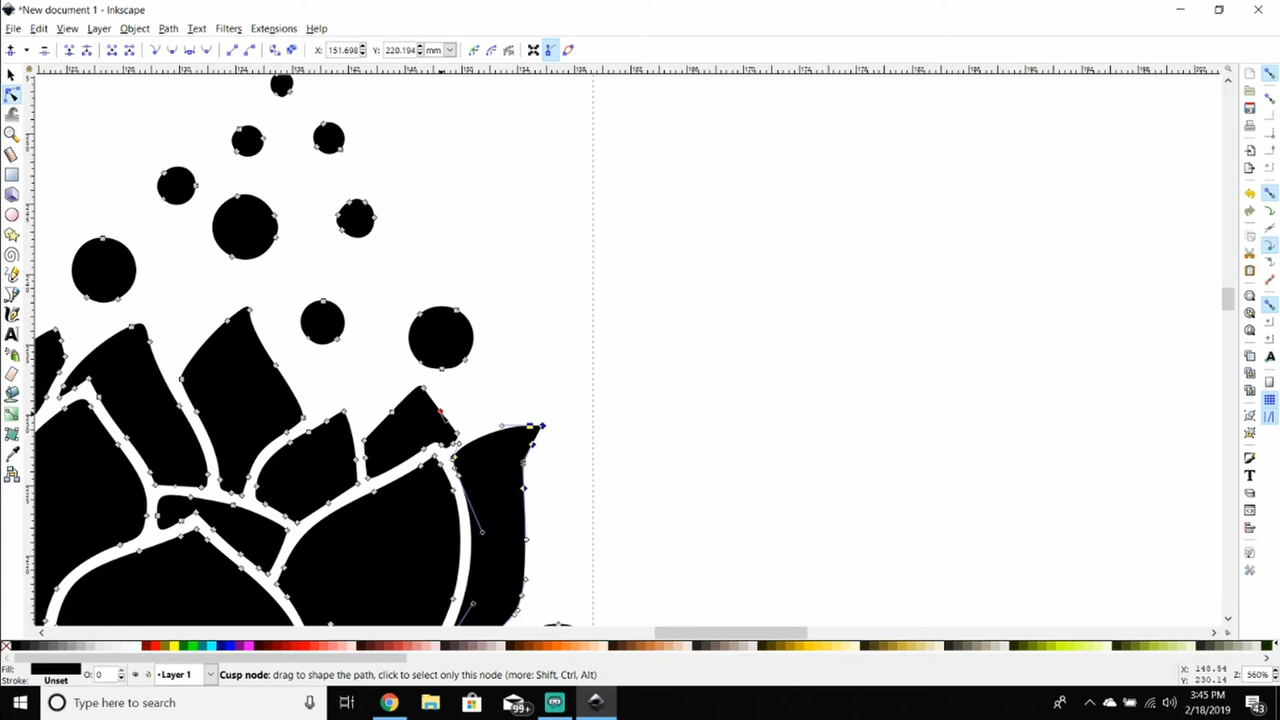 *New document 1 - Inkscape
File Edit View Layer Object Path Text Filters Extensions Help
X: 151.698 Y: 220.194 mm
Fill:
Stroke: Unset O: 0 •Layer 1 Cusp node: drag to shape the path, click to select only this node (more: Shift, Ctrl, Alt) X: 148.54 Y: 230.14 Z: 560%
Type here to search 99+ 3:45 PM
2/18/2019 43